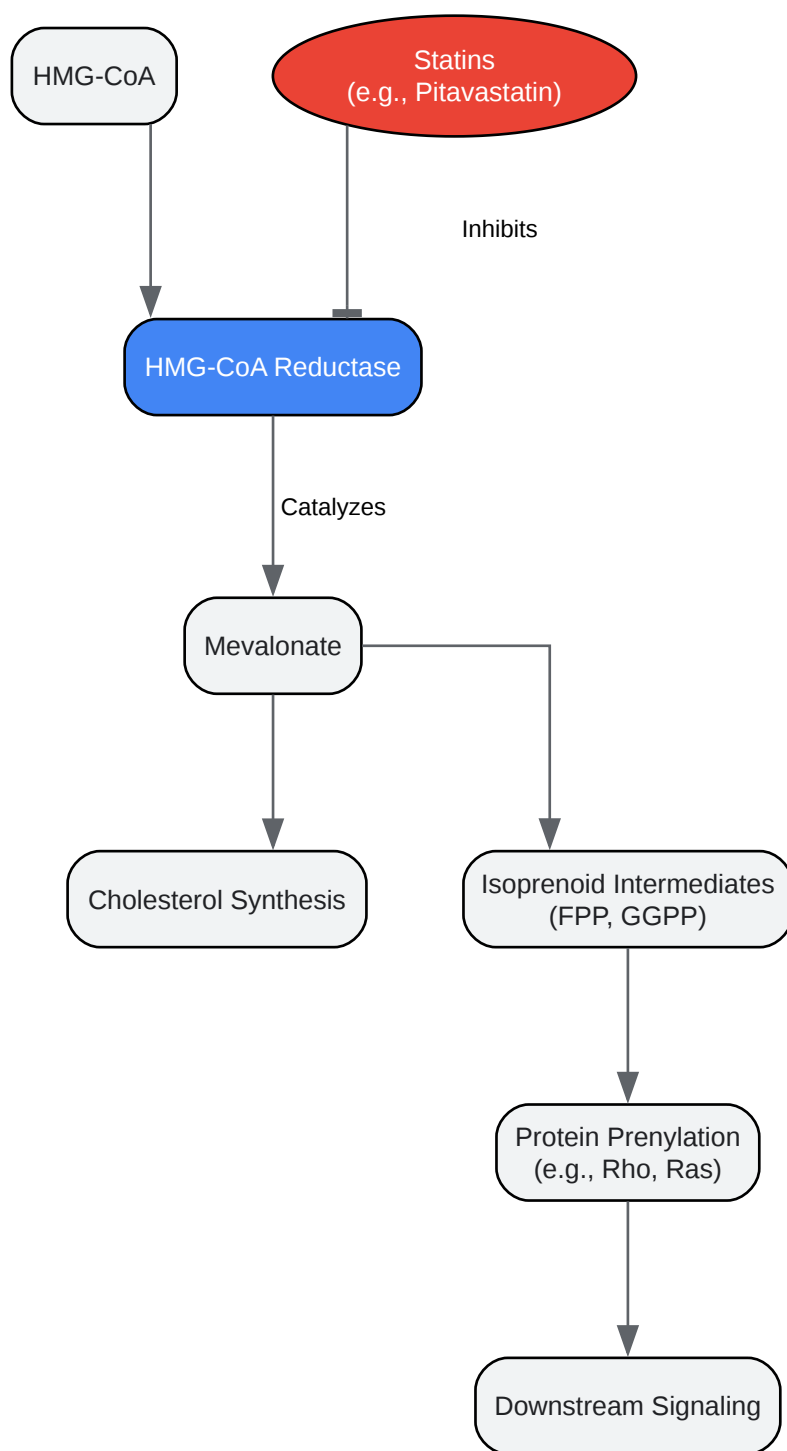 HMG-CoA
Statins
(e.g., Pitavastatin)
Inhibits
HMG-CoA Reductase
Catalyzes
Mevalonate
Cholesterol Synthesis
Isoprenoid Intermediates
(FPP, GGPP)
Protein Prenylation
(e.g., Rho, Ras)
Downstream Signaling